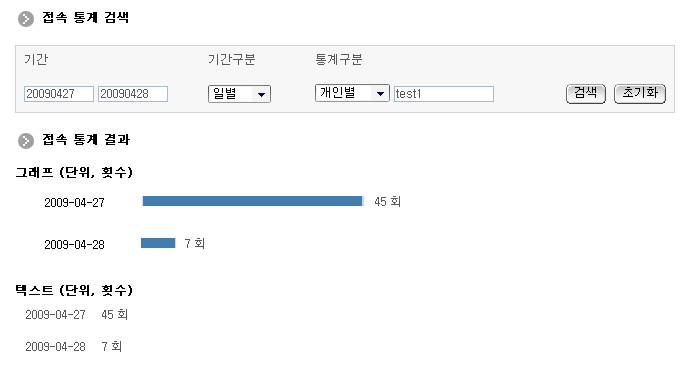 접속 통계 검색
기간 기간구분 통계구분
20090427 20090428 일별 개인별 test1 검색 초기화
접속 통계 결과
그래프 (단위, 횟수)
2009-04-27 45 회
2009-04-28 7 회
텍스트 (단위, 횟수)
2009-04-27 45 회
2009-04-28 7 회